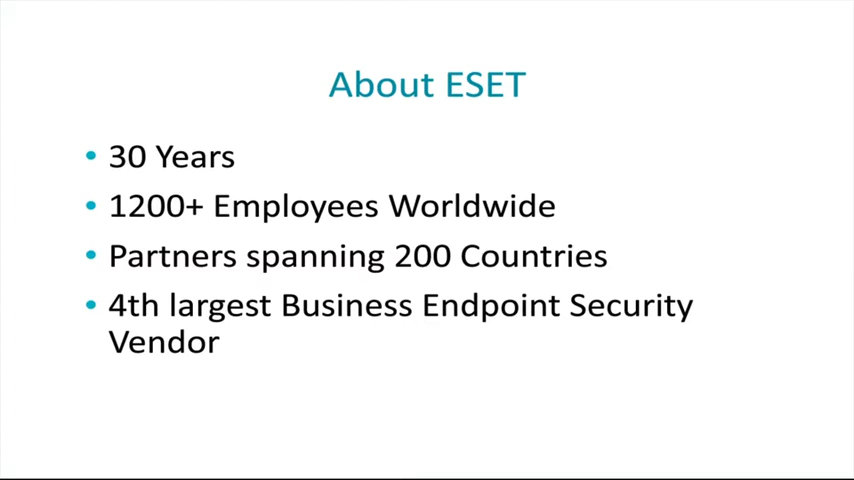 About ESET
• 30 Years
• 1200+ Employees Worldwide
• Partners spanning 200 Countries
• 4th largest Business Endpoint Security
Vendor